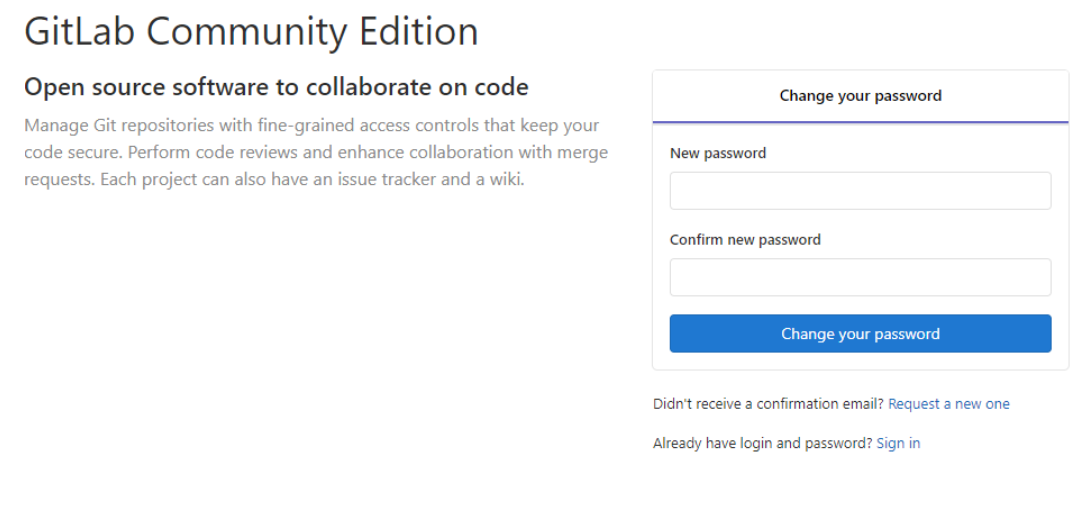 GitLab Community Edition
Open source software to collaborate on code
Manage Git repositories with fine-grained access controls that keep your
code secure. Perform code reviews and enhance collaboration with merge
requests. Each project can also have an issue tracker and a wiki.
Change your password
New password
Confirm new password
Change your password
Didn't receive a confirmation email? Request a new one
Already have login and password? Sign in